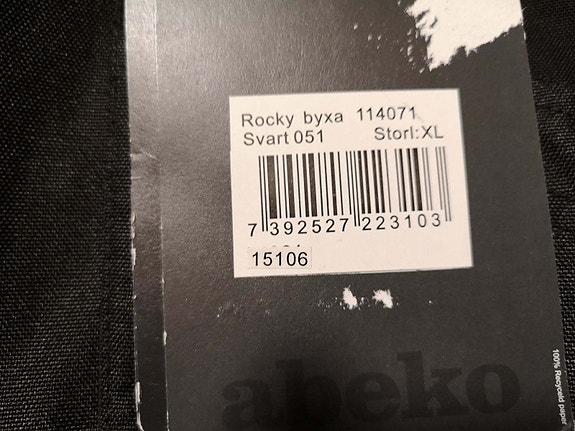 Rocky byxa 114071
Svart 051 Storl:XL
7 392527 223103
15106
abeko
100% Recycled paper